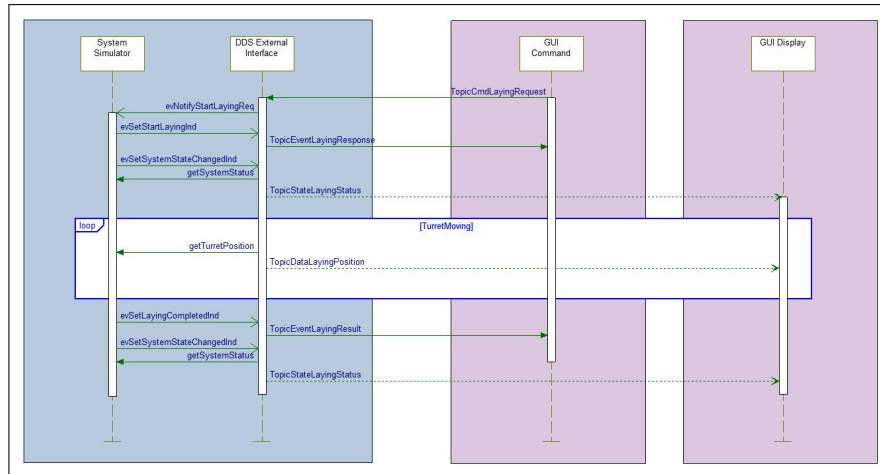 System
Simulator
DDS External
Interface
GUI
Command
GUI Display
TopicCmdLayingRequest
evNotifyStartLayingReq
evSetStartLayingInd
TopicEventLayingResponse
evSetSystemStateChangedInd
getSystemStatus
TopicStateLayingStatus
loop
[TurretMoving]
getTurretPosition
TopicDataLayingPosition
evSetLayingCompletedInd
TopicEventLayingResult
evSetSystemStateChangedInd
getSystemStatus
TopicStateLayingStatus